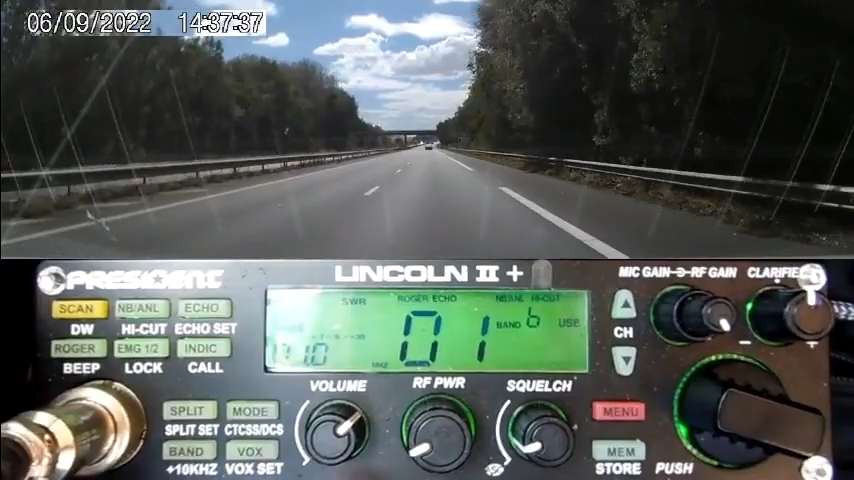 06/09/2022 14:37:37
PRESIDENT LINCOLN II + MIC GAIN RF GAIN CLARIFIER
SCAN NB/ANL ECHO
DW HI-CUT ECHO SET
ROGER EMG 1/2 INDIC
BEEP LOCK CALL
SWR ROGER ECHO NB/ANL HI-CUT
01 BAND b USB
CH
VOLUME RF PWR SQUELCH
SPLIT MODE
SPLIT SET CTCSS/DCS
BAND VOX
+10KHZ VOX SET
MENU
MEM
STORE PUSH